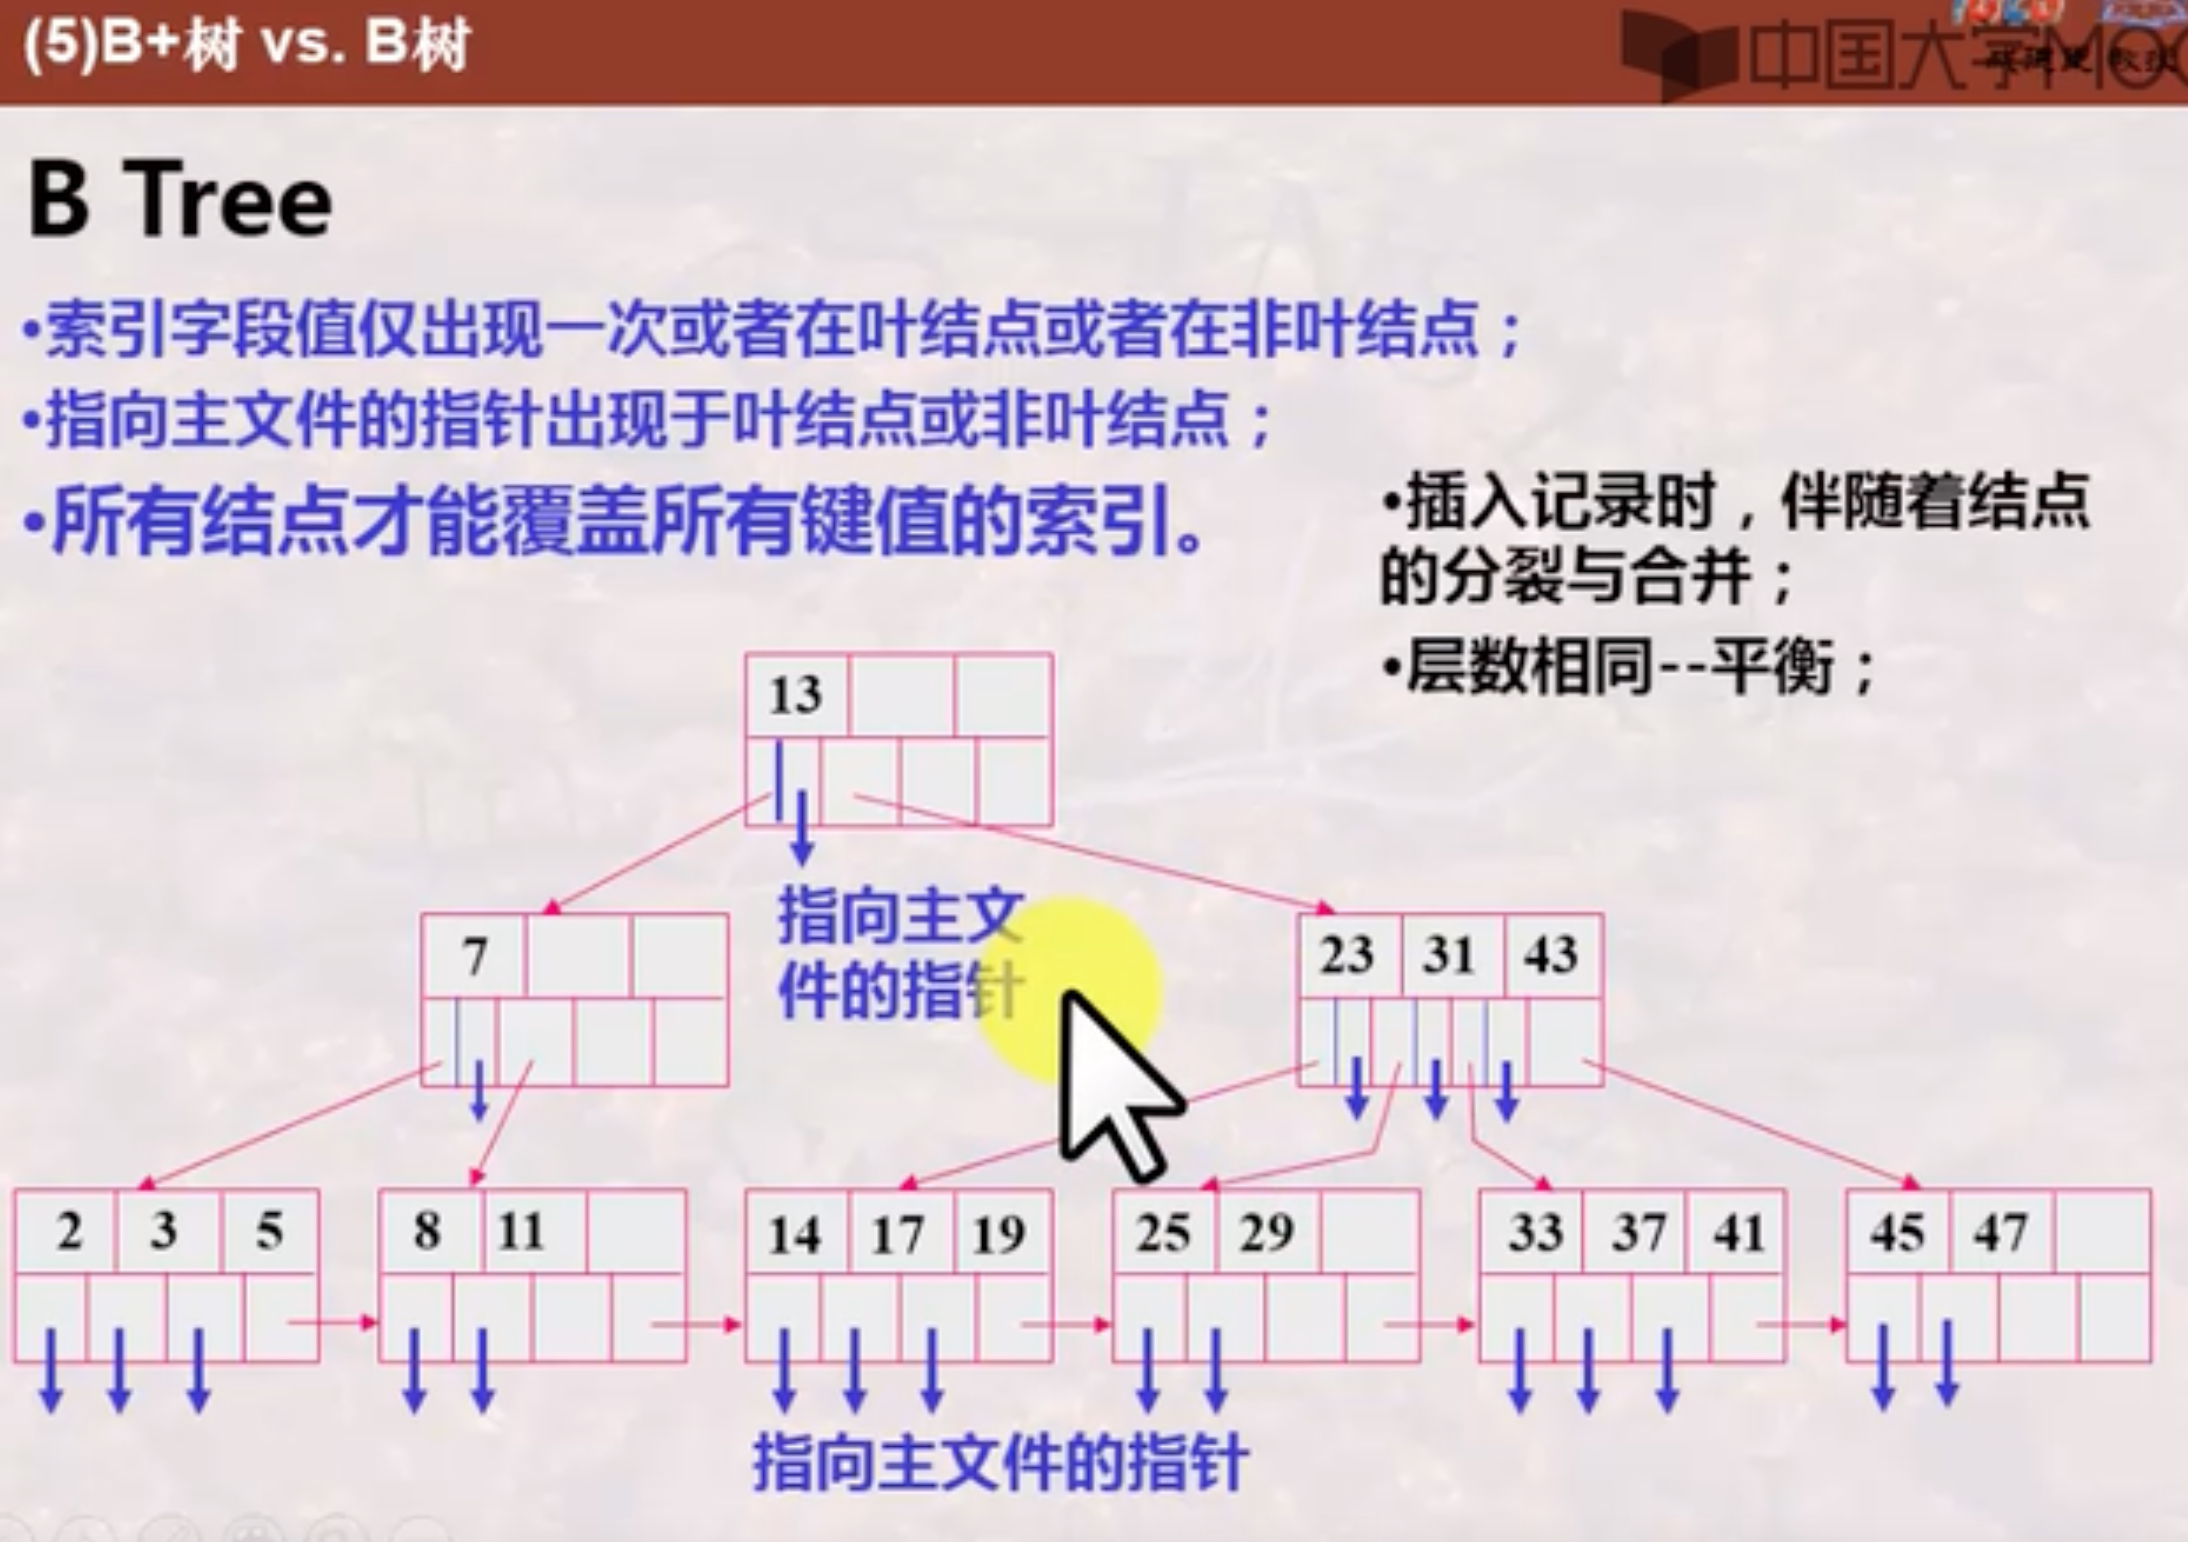 (5)B+树 vs. B树
中国大学MOO
B Tree
•索引字段值仅出现一次或者在叶结点或者在非叶结点；
•指向主文件的指针出现于叶结点或非叶结点；
•所有结点才能覆盖所有键值的索引。
•插入记录时，伴随着结点
的分裂与合并；
•层数相同--平衡；
13
指向主文
件的指针
7
23 31 43
2 3 5
8 11
14 17 19
25 29
33 37 41
45 47
指向主文件的指针